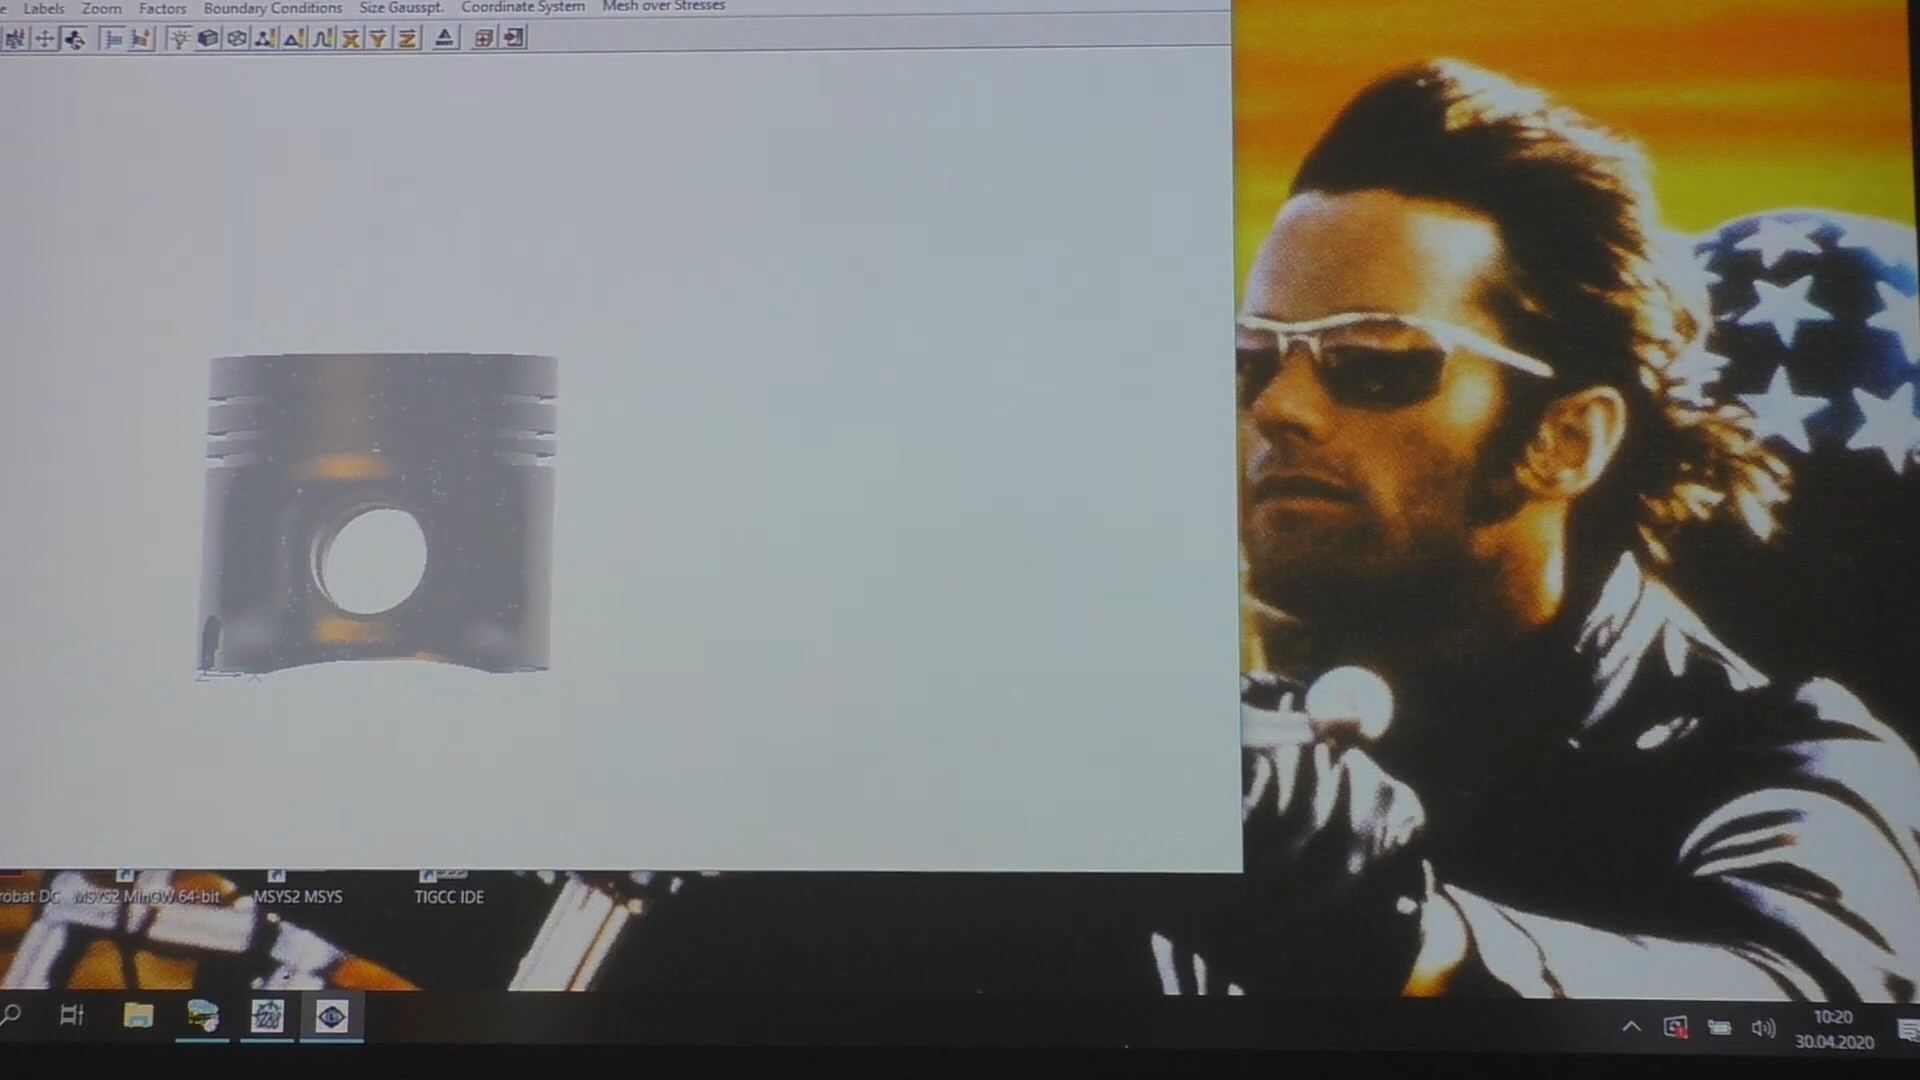 Labels Zoom Factors Boundary Conditions Size Gausspt. Coordinate System Mesh over Stresses
robat DC MSYS2 MinGW 64-bit MSYS2 MSYS TIGCC IDE
10:20
30.04.2020